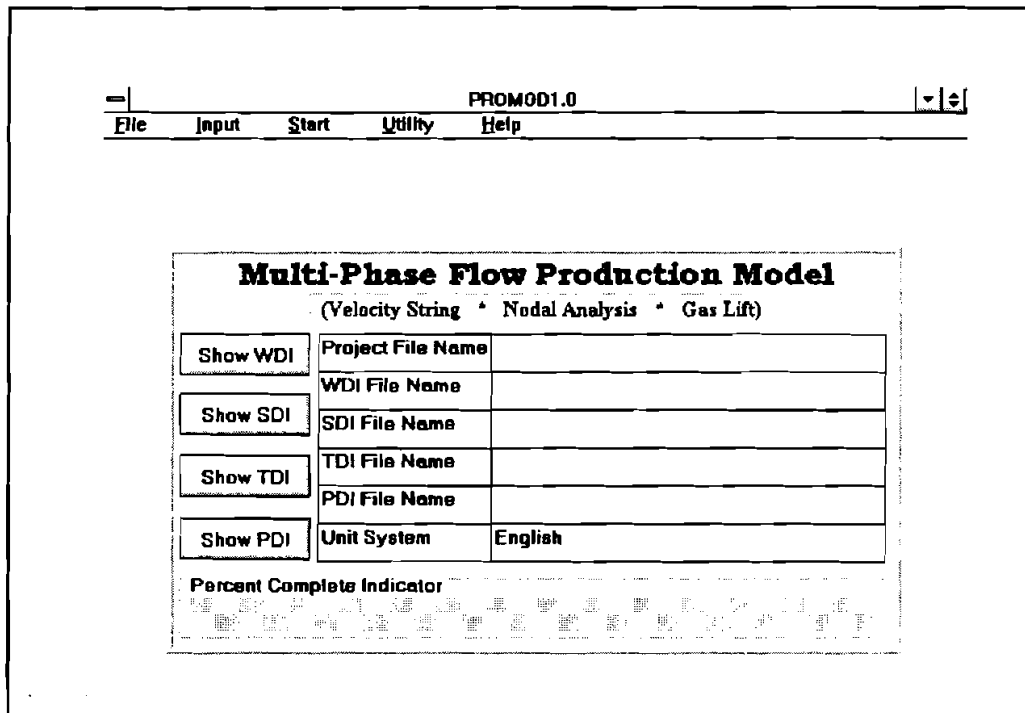 PROMOD1.0
File Input Start Utility Help
Multi-Phase Flow Production Model
(Velocity String * Nodal Analysis * Gas Lift)
Show WDI
Show SDI
Show TDI
Show PDI
Project File Name
WDI File Name
SDI File Name
TDI File Name
PDI File Name
Unit System English
Percent Complete Indicator